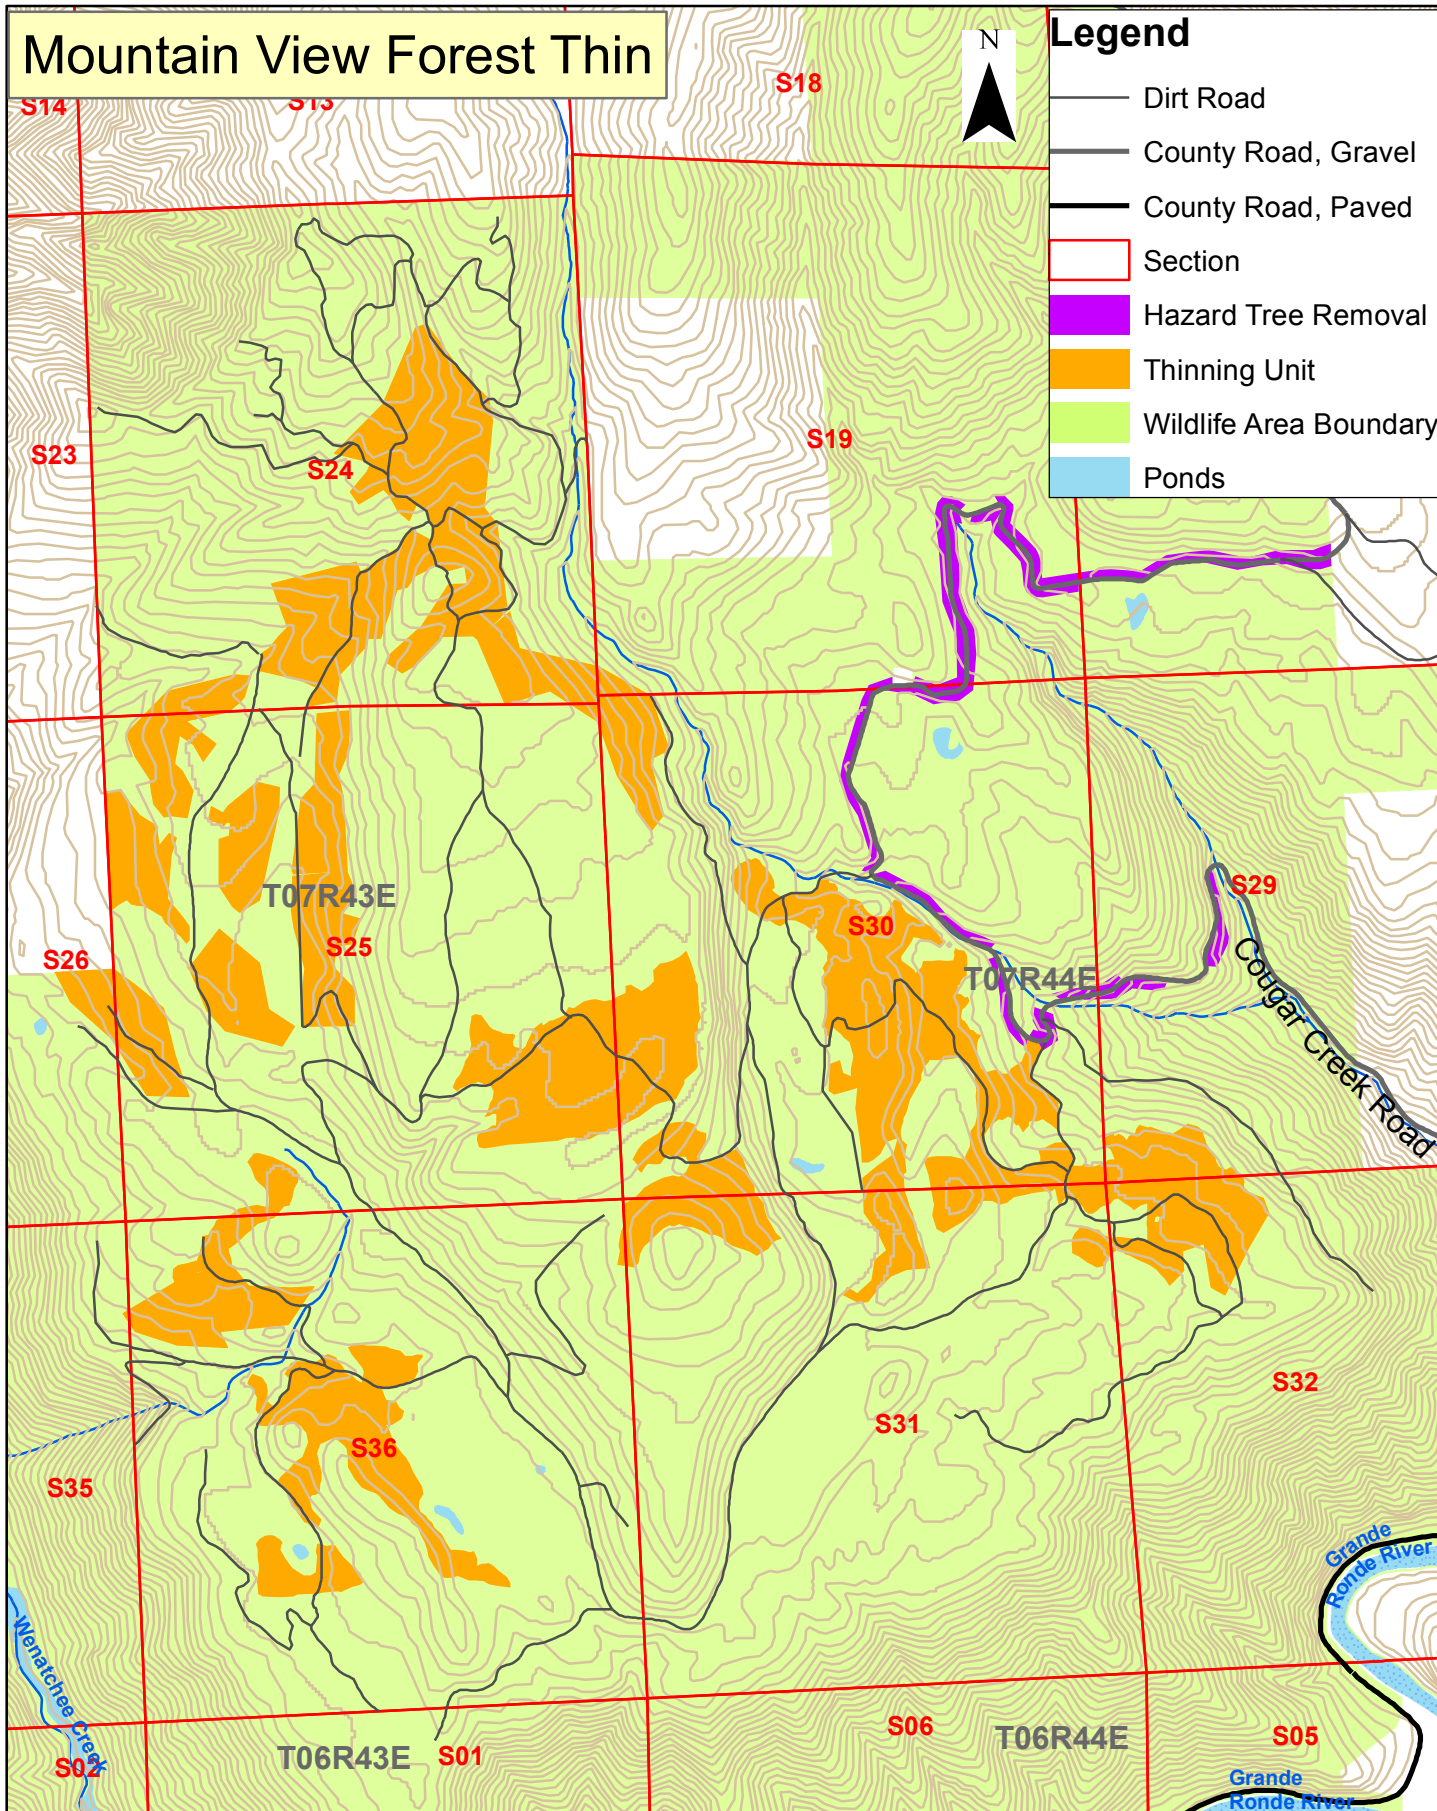 Mountain View Forest Thin
N
Legend
Dirt Road
County Road, Gravel
County Road, Paved
Section
Hazard Tree Removal
Thinning Unit
Wildlife Area Boundary
Ponds
S14
S13
S18
S23
S24
S19
T07R43E
S25
S26
S30
S29
T07R44E
Cougar Creek Road
S36
S31
S32
S35
Grande
Ronde River
Wenatchee Creek
S02
T06R43E
S01
S06
T06R44E
S05
Grande
Ronde River